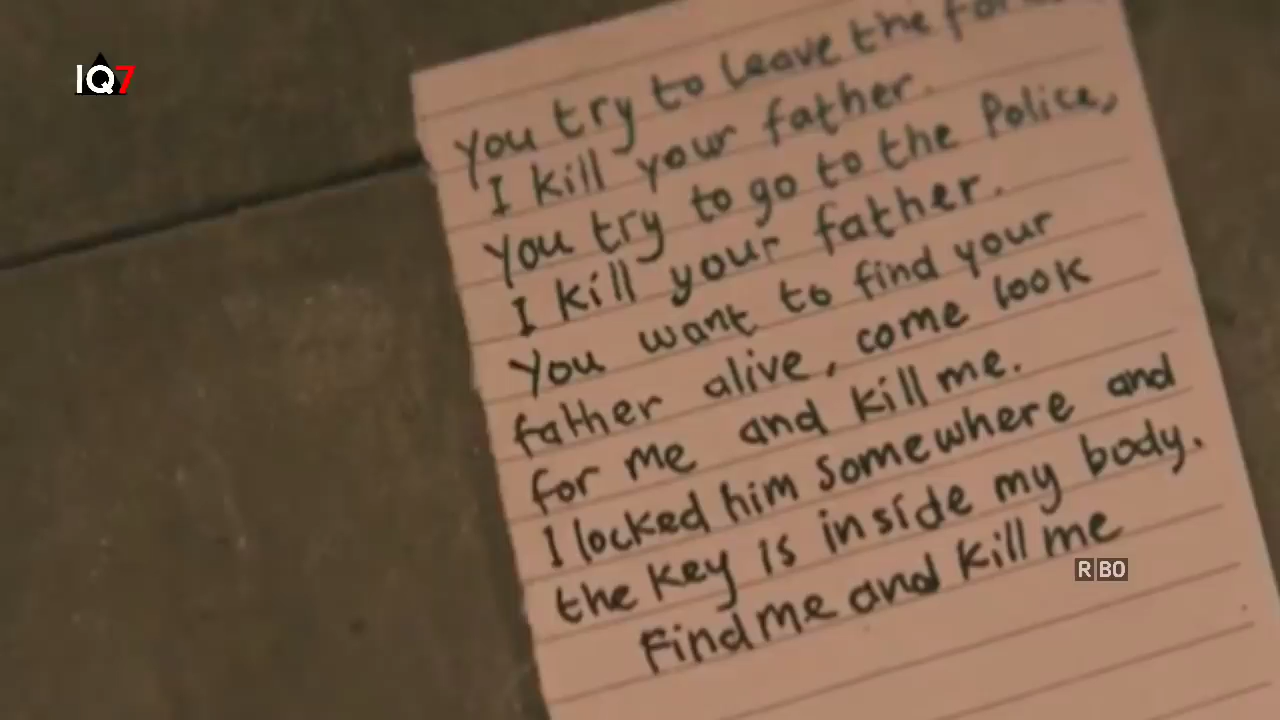 IQ7
You try to leave the
I kill your father.
You try to go to the Police,
I kill your father.
You want to find your
father alive, come look
for me and kill me.
I locked him somewhere and
the key is inside my body.
Find me and kill me
R BO